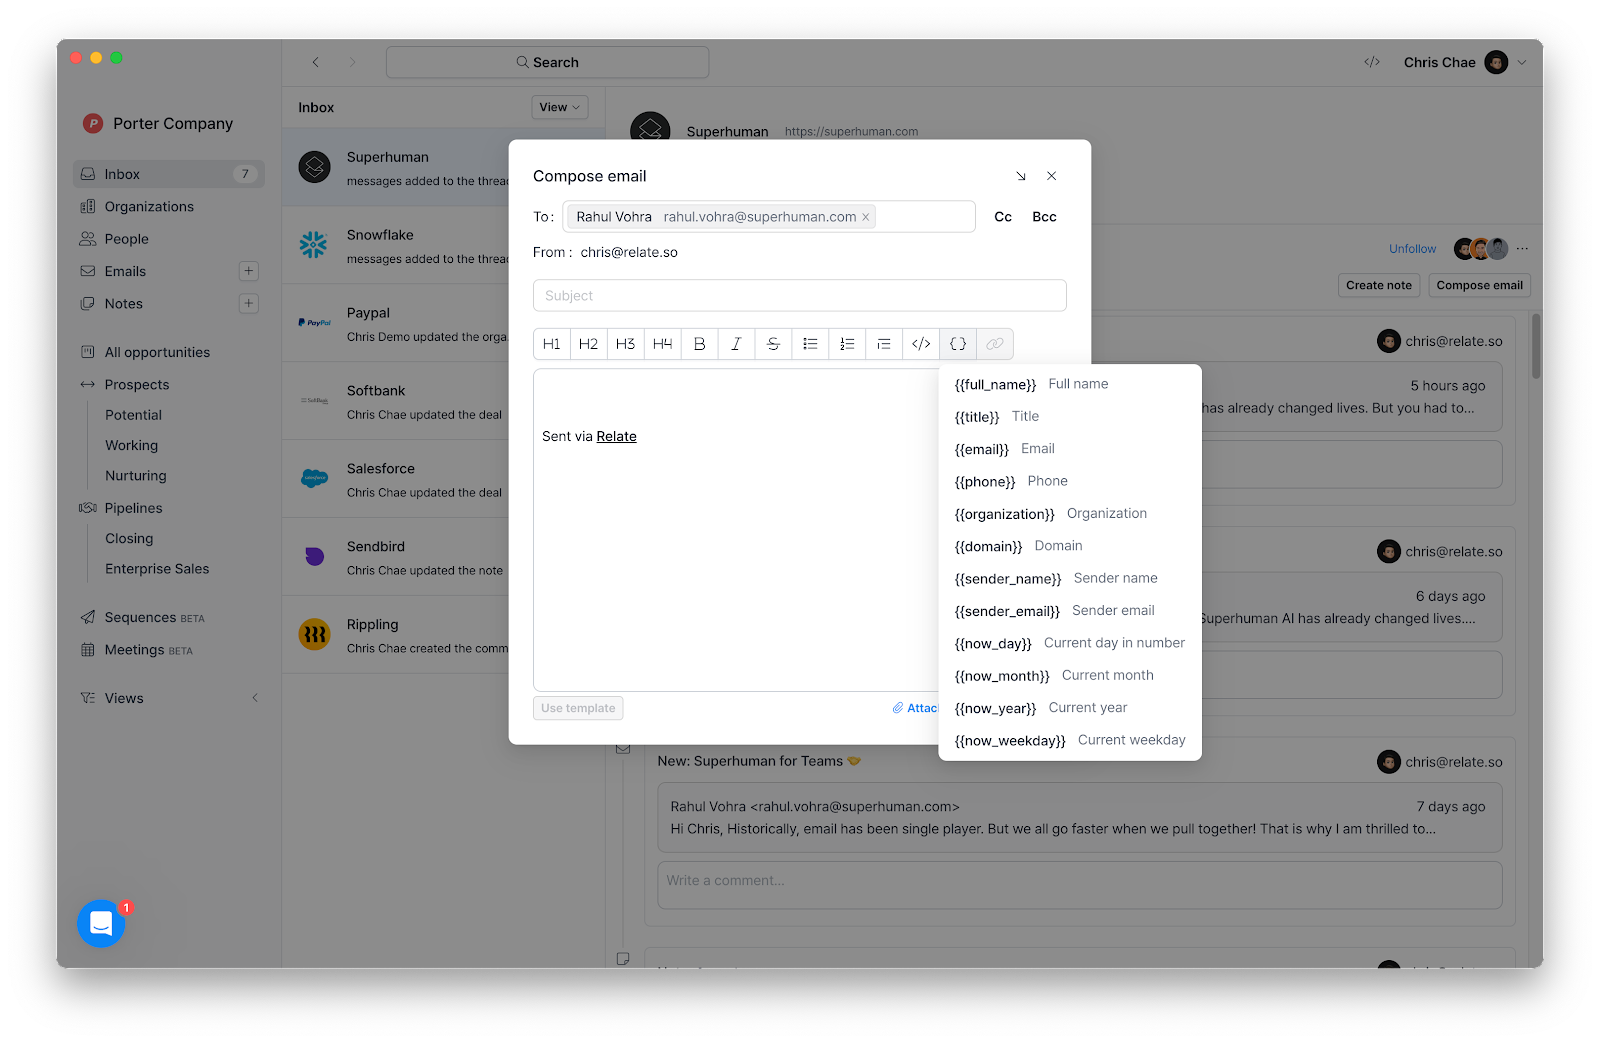 Search
Chris Chae
Porter Company
Inbox 7
Organizations
People
Emails
Notes
All opportunities
Prospects
Potential
Working
Nurturing
Pipelines
Closing
Enterprise Sales
Sequences BETA
Meetings BETA
Views
1
Inbox
View
Superhuman
messages added to the threa
Snowflake
messages added to the threa
PayPal
Paypal
Chris Demo updated the orga
Softbank
Chris Chae updated the deal
Salesforce
Chris Chae updated the deal
Sendbird
Chris Chae updated the note
Rippling
Chris Chae created the comm
Superhuman https://superhuman.com
Unfollow
Create note
Compose email
Compose email
To: Rahul Vohra rahul.vohra@superhuman.com
Cc Bcc
From : chris@relate.so
Subject
H1 H2 H3 H4 B I S </> {}
Sent via Relate
Use template
Attac
{{full_name}} Full name
{{title}} Title
{{email}} Email
{{phone}} Phone
{{organization}} Organization
{{domain}} Domain
{{sender_name}} Sender name
{{sender_email}} Sender email
{{now_day}} Current day in number
{{now_month}} Current month
{{now_year}} Current year
{{now_weekday}} Current weekday
chris@relate.so
5 hours ago
has already changed lives. But you had to...
chris@relate.so
6 days ago
Superhuman AI has already changed lives....
New: Superhuman for Teams
chris@relate.so
Rahul Vohra <rahul.vohra@superhuman.com>
7 days ago
Hi Chris, Historically, email has been single player. But we all go faster when we pull together! That is why I am thrilled to...
Write a comment...